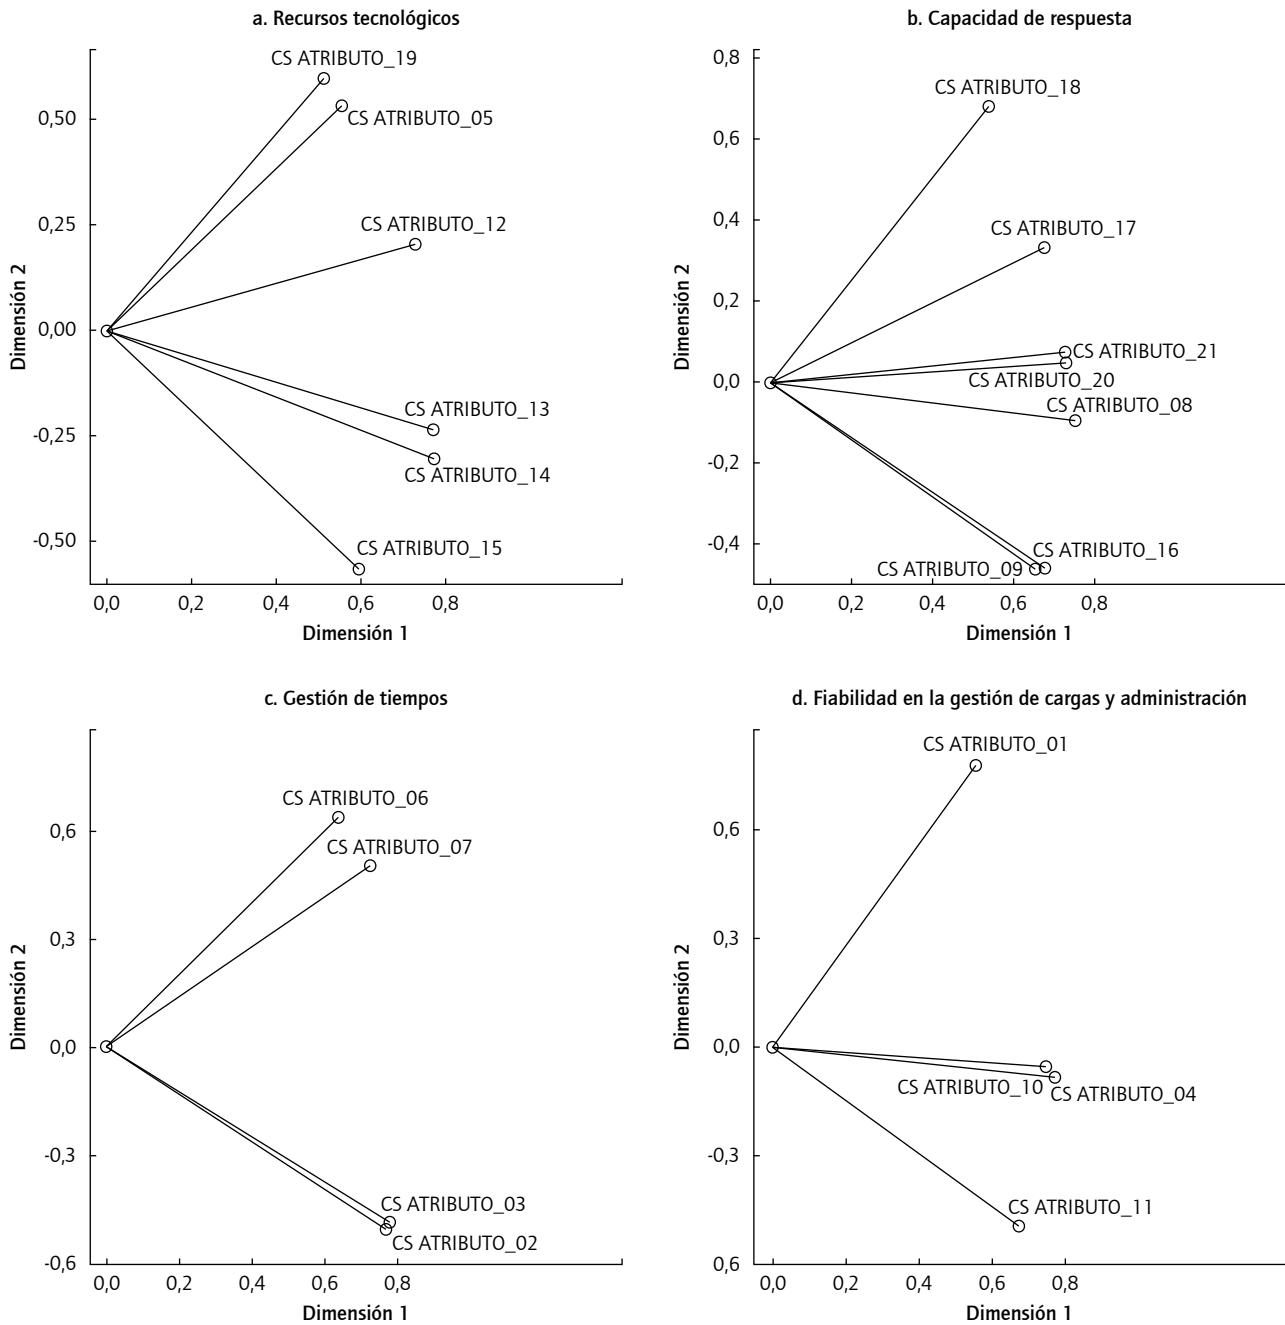 a. Recursos tecnológicos
CS ATRIBUTO_19
CS ATRIBUTO_05
CS ATRIBUTO_12
CS ATRIBUTO_13
CS ATRIBUTO_14
CS ATRIBUTO_15
0,50
0,25
0,00
-0,25
-0,50
Dimensión 2
0,0 0,2 0,4 0,6 0,8
Dimensión 1
b. Capacidad de respuesta
CS ATRIBUTO_18
CS ATRIBUTO_17
CS ATRIBUTO_21
CS ATRIBUTO_20
CS ATRIBUTO_08
CS ATRIBUTO_16
CS ATRIBUTO_09
0,8
0,6
0,4
0,2
0,0
-0,2
-0,4
Dimensión 2
0,0 0,2 0,4 0,6 0,8
Dimensión 1
c. Gestión de tiempos
CS ATRIBUTO_06
CS ATRIBUTO_07
CS ATRIBUTO_03
CS ATRIBUTO_02
0,6
0,3
0,0
-0,3
-0,6
Dimensión 2
0,0 0,2 0,4 0,6 0,8
Dimensión 1
d. Fiabilidad en la gestión de cargas y administración
CS ATRIBUTO_01
CS ATRIBUTO_10
CS ATRIBUTO_04
CS ATRIBUTO_11
0,6
0,3
0,0
-0,3
0,6
Dimensión 2
0,0 0,2 0,4 0,6 0,8
Dimensión 1